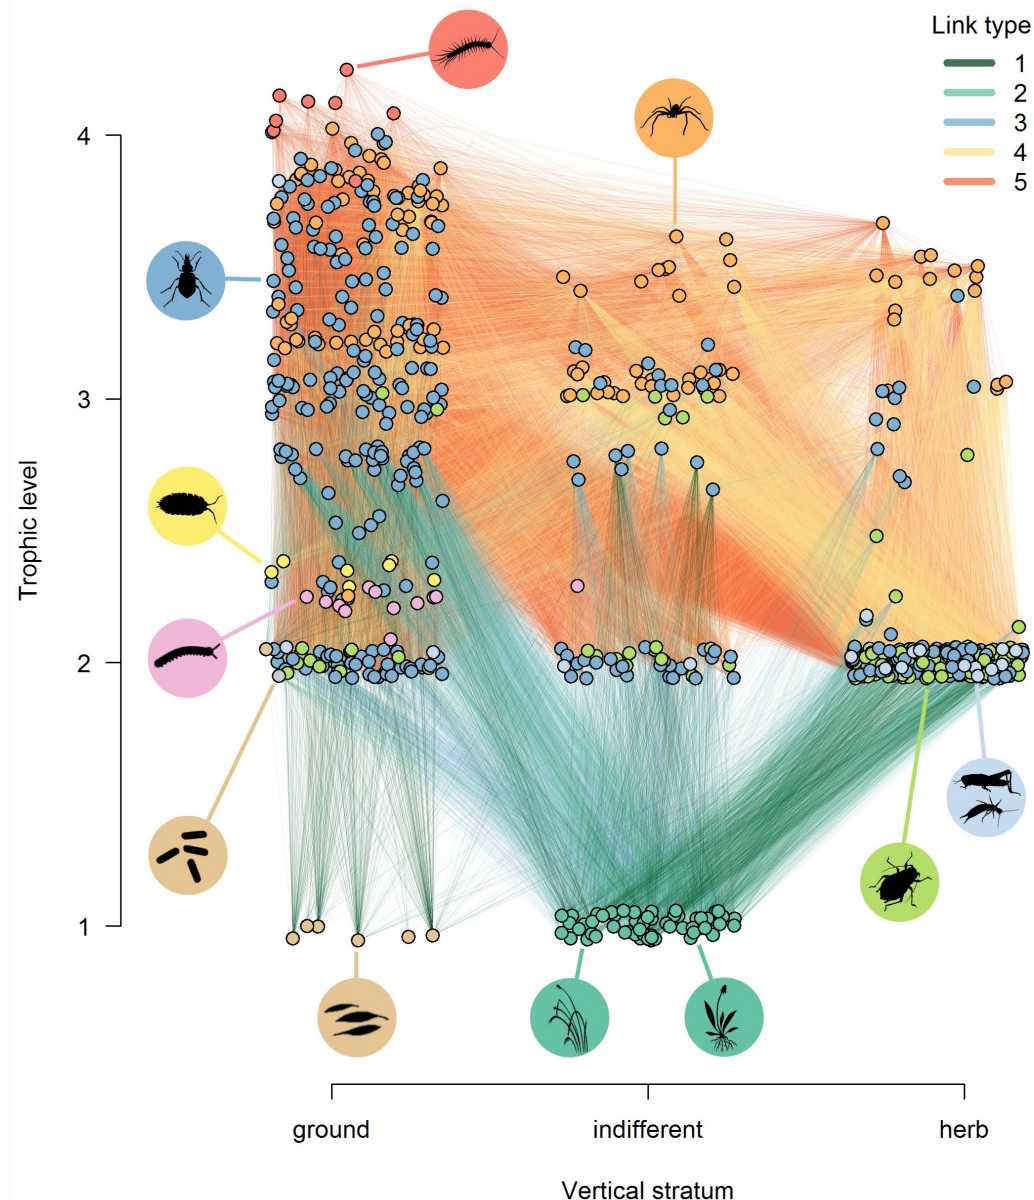 Link type
1
2
3
4
5
4
3
2
1
Trophic level
ground
indifferent
herb
Vertical stratum